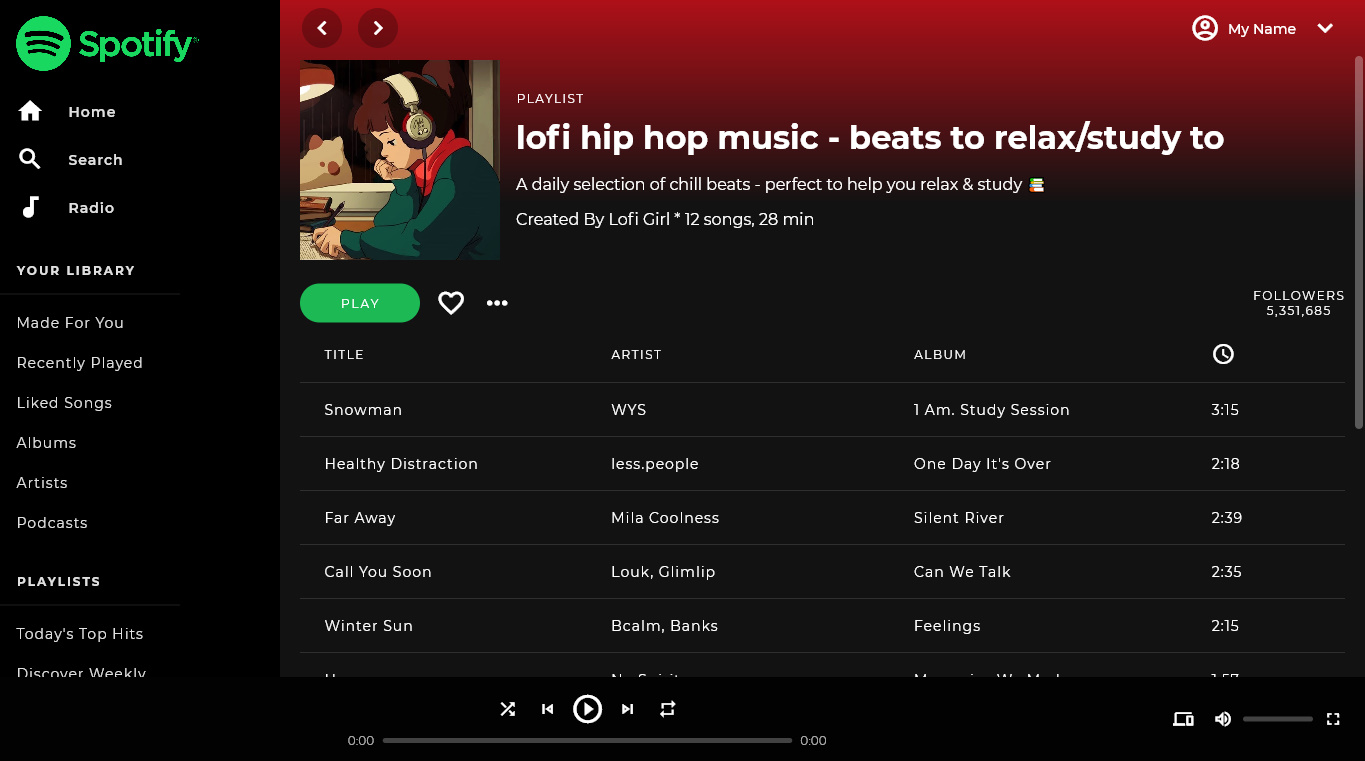 Spotify
My Name
Home
Search
Radio
YOUR LIBRARY
Made For You
Recently Played
Liked Songs
Albums
Artists
Podcasts
PLAYLISTS
Today's Top Hits
Discover Weekly
PLAYLIST
lofi hip hop music - beats to relax/study to
A daily selection of chill beats - perfect to help you relax & study
Created By Lofi Girl * 12 songs, 28 min
PLAY
FOLLOWERS
5,351,685
TITLE ARTIST ALBUM
Snowman WYS 1 Am. Study Session 3:15
Healthy Distraction less.people One Day It's Over 2:18
Far Away Mila Coolness Silent River 2:39
Call You Soon Louk, Glimlip Can We Talk 2:35
Winter Sun Bcalm, Banks Feelings 2:15
0:00 0:00